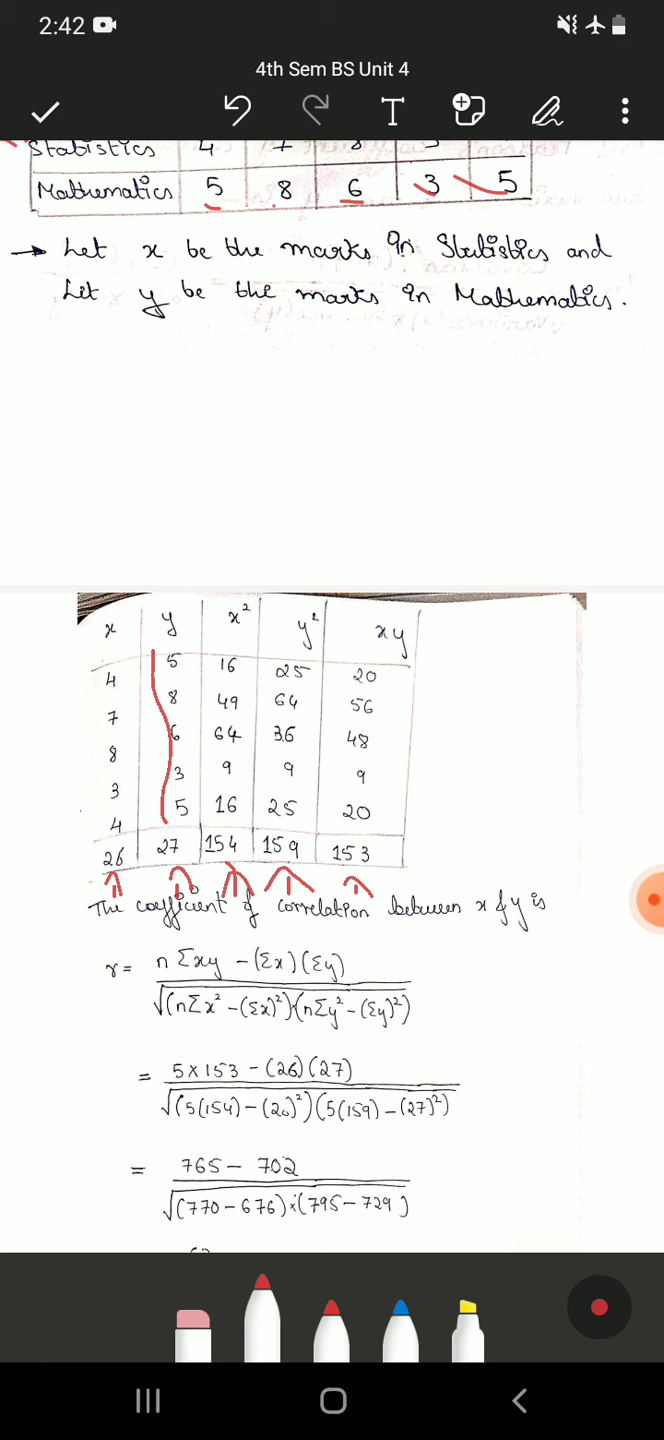 2:42
4th Sem BS Unit 4
T
Statistics 4 7 8 3
Mathematics 5 8 6 3 5
→ Let x be the marks in Statistics and
Let y be the marks in Mathematics.
x y x² y² xy
4 5 16 25 20
7 8 49 64 56
8 6 64 36 48
3 3 9 9 9
4 5 16 25 20
26 27 154 159 153
The coefficient of correlation between x & y is
r = n Σxy - (Σx)(Σy)
√(nΣx² - (Σx)²)(nΣy² - (Σy)²)
= 5 x 153 - (26)(27)
√(5(154) - (26)²)(5(159) - (27)²)
= 765 - 702
√(770 - 676) x (795 - 729)